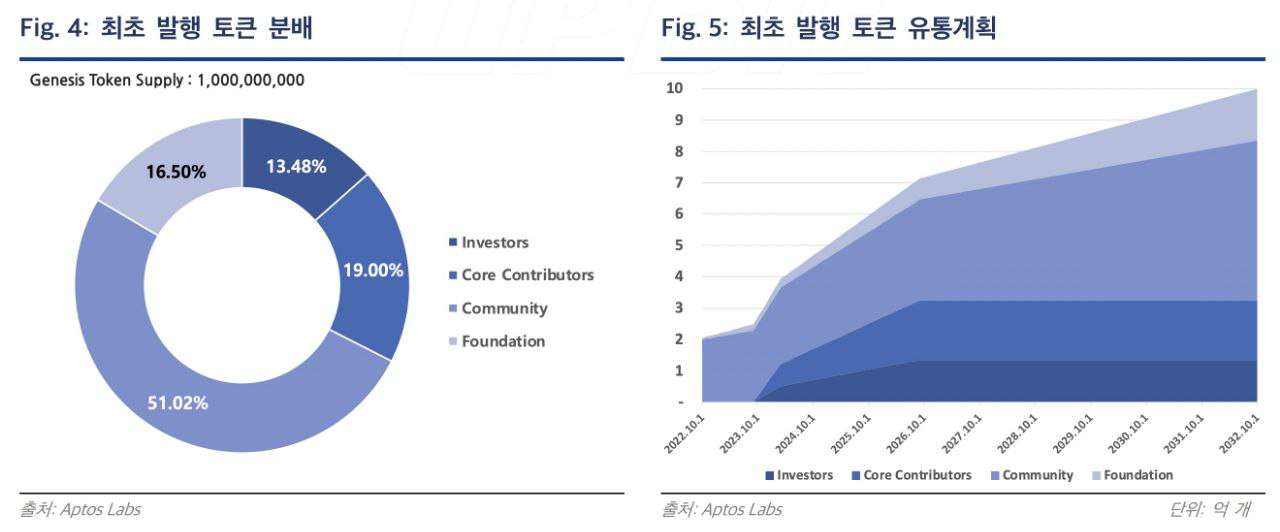 Fig. 4: 최초 발행 토큰 분배
Genesis Token Supply : 1,000,000,000
13.48%
16.50%
19.00%
51.02%
Investors
Core Contributors
Community
Foundation
출처: Aptos Labs
Fig. 5: 최초 발행 토큰 유통계획
10
9
8
7
6
5
4
3
2
1
-
2022.10.1 2023.10.1 2024.10.1 2025.10.1 2026.10.1 2027.10.1 2028.10.1 2029.10.1 2030.10.1 2031.10.1 2032.10.1
Investors Core Contributors Community Foundation
출처: Aptos Labs 단위: 억 개